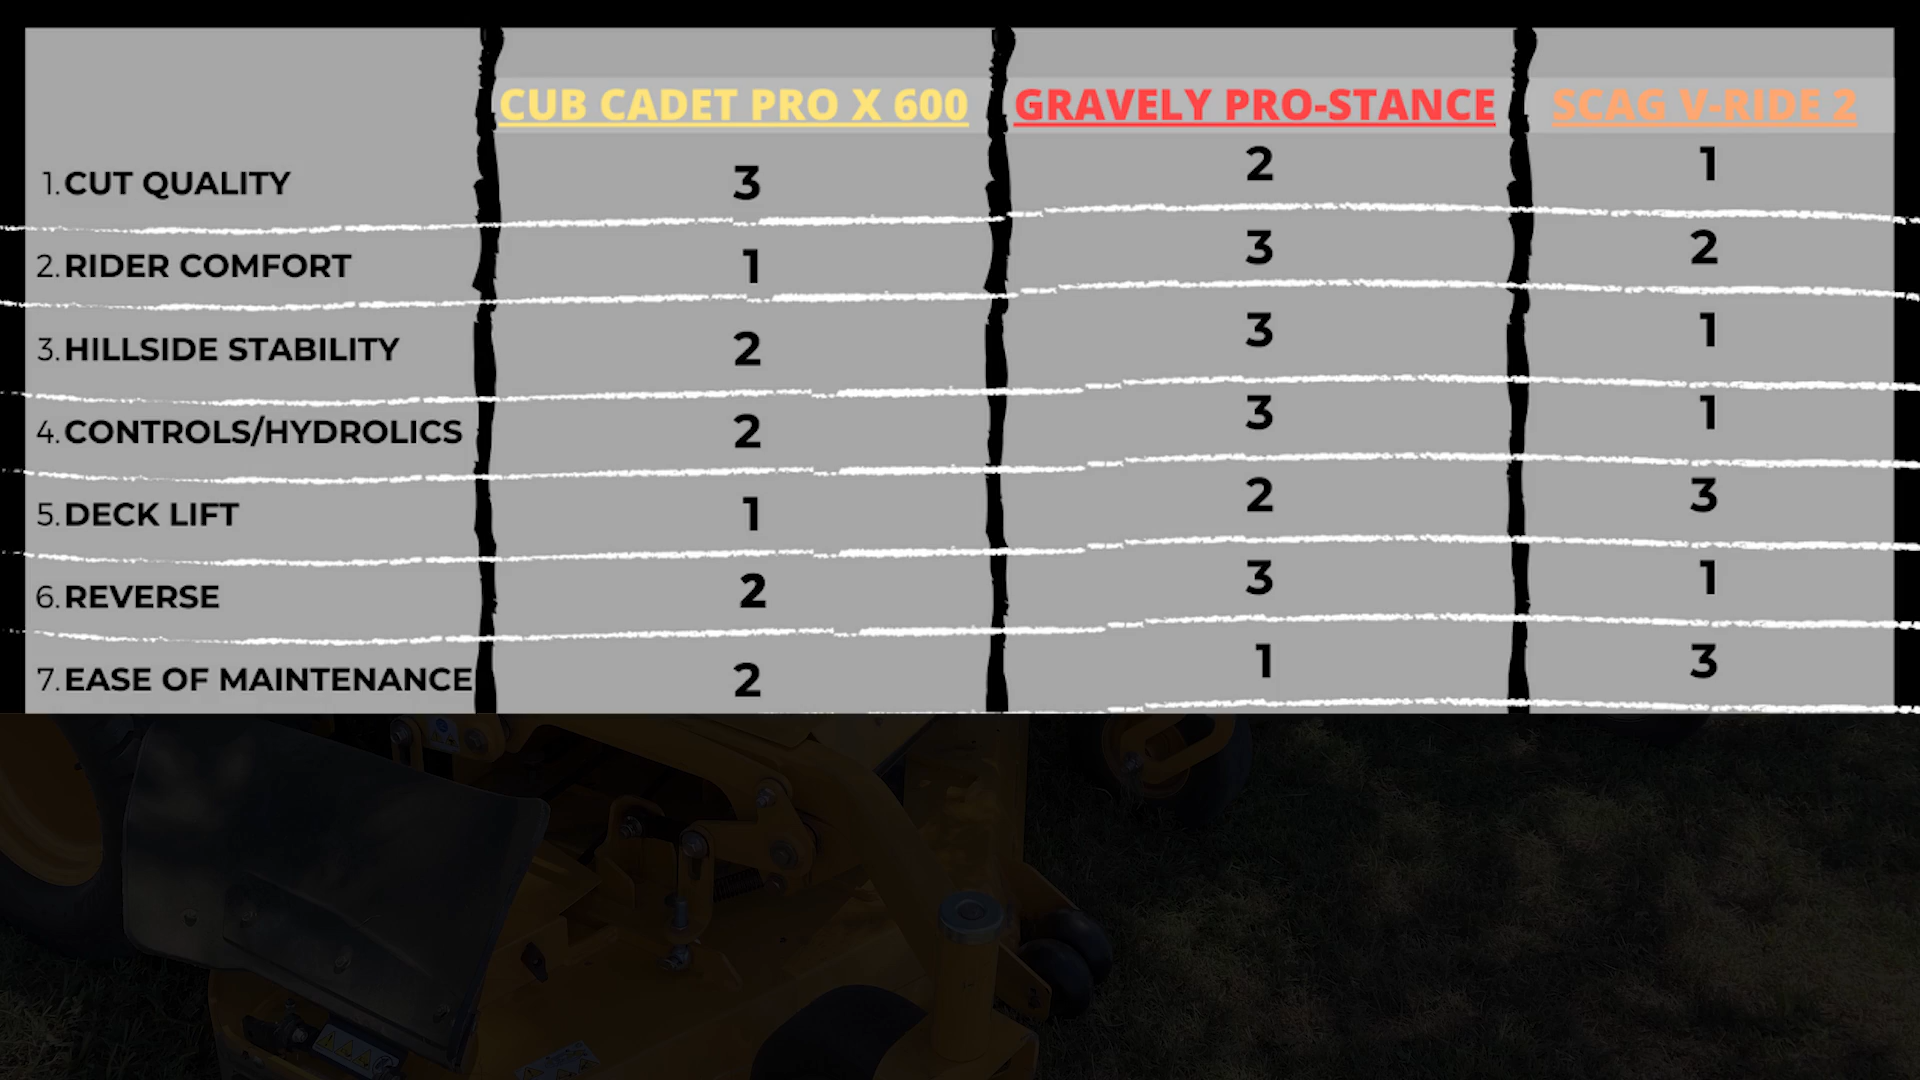 CUB CADET PRO X 600 GRAVELY PRO-STANCE SCAG V-RIDE 2
1. CUT QUALITY 3 2 1
2. RIDER COMFORT 1 3 2
3. HILLSIDE STABILITY 2 3 1
4. CONTROLS/HYDROLICS 2 3 1
5. DECK LIFT 1 2 3
6. REVERSE 2 3 1
7. EASE OF MAINTENANCE 2 1 3